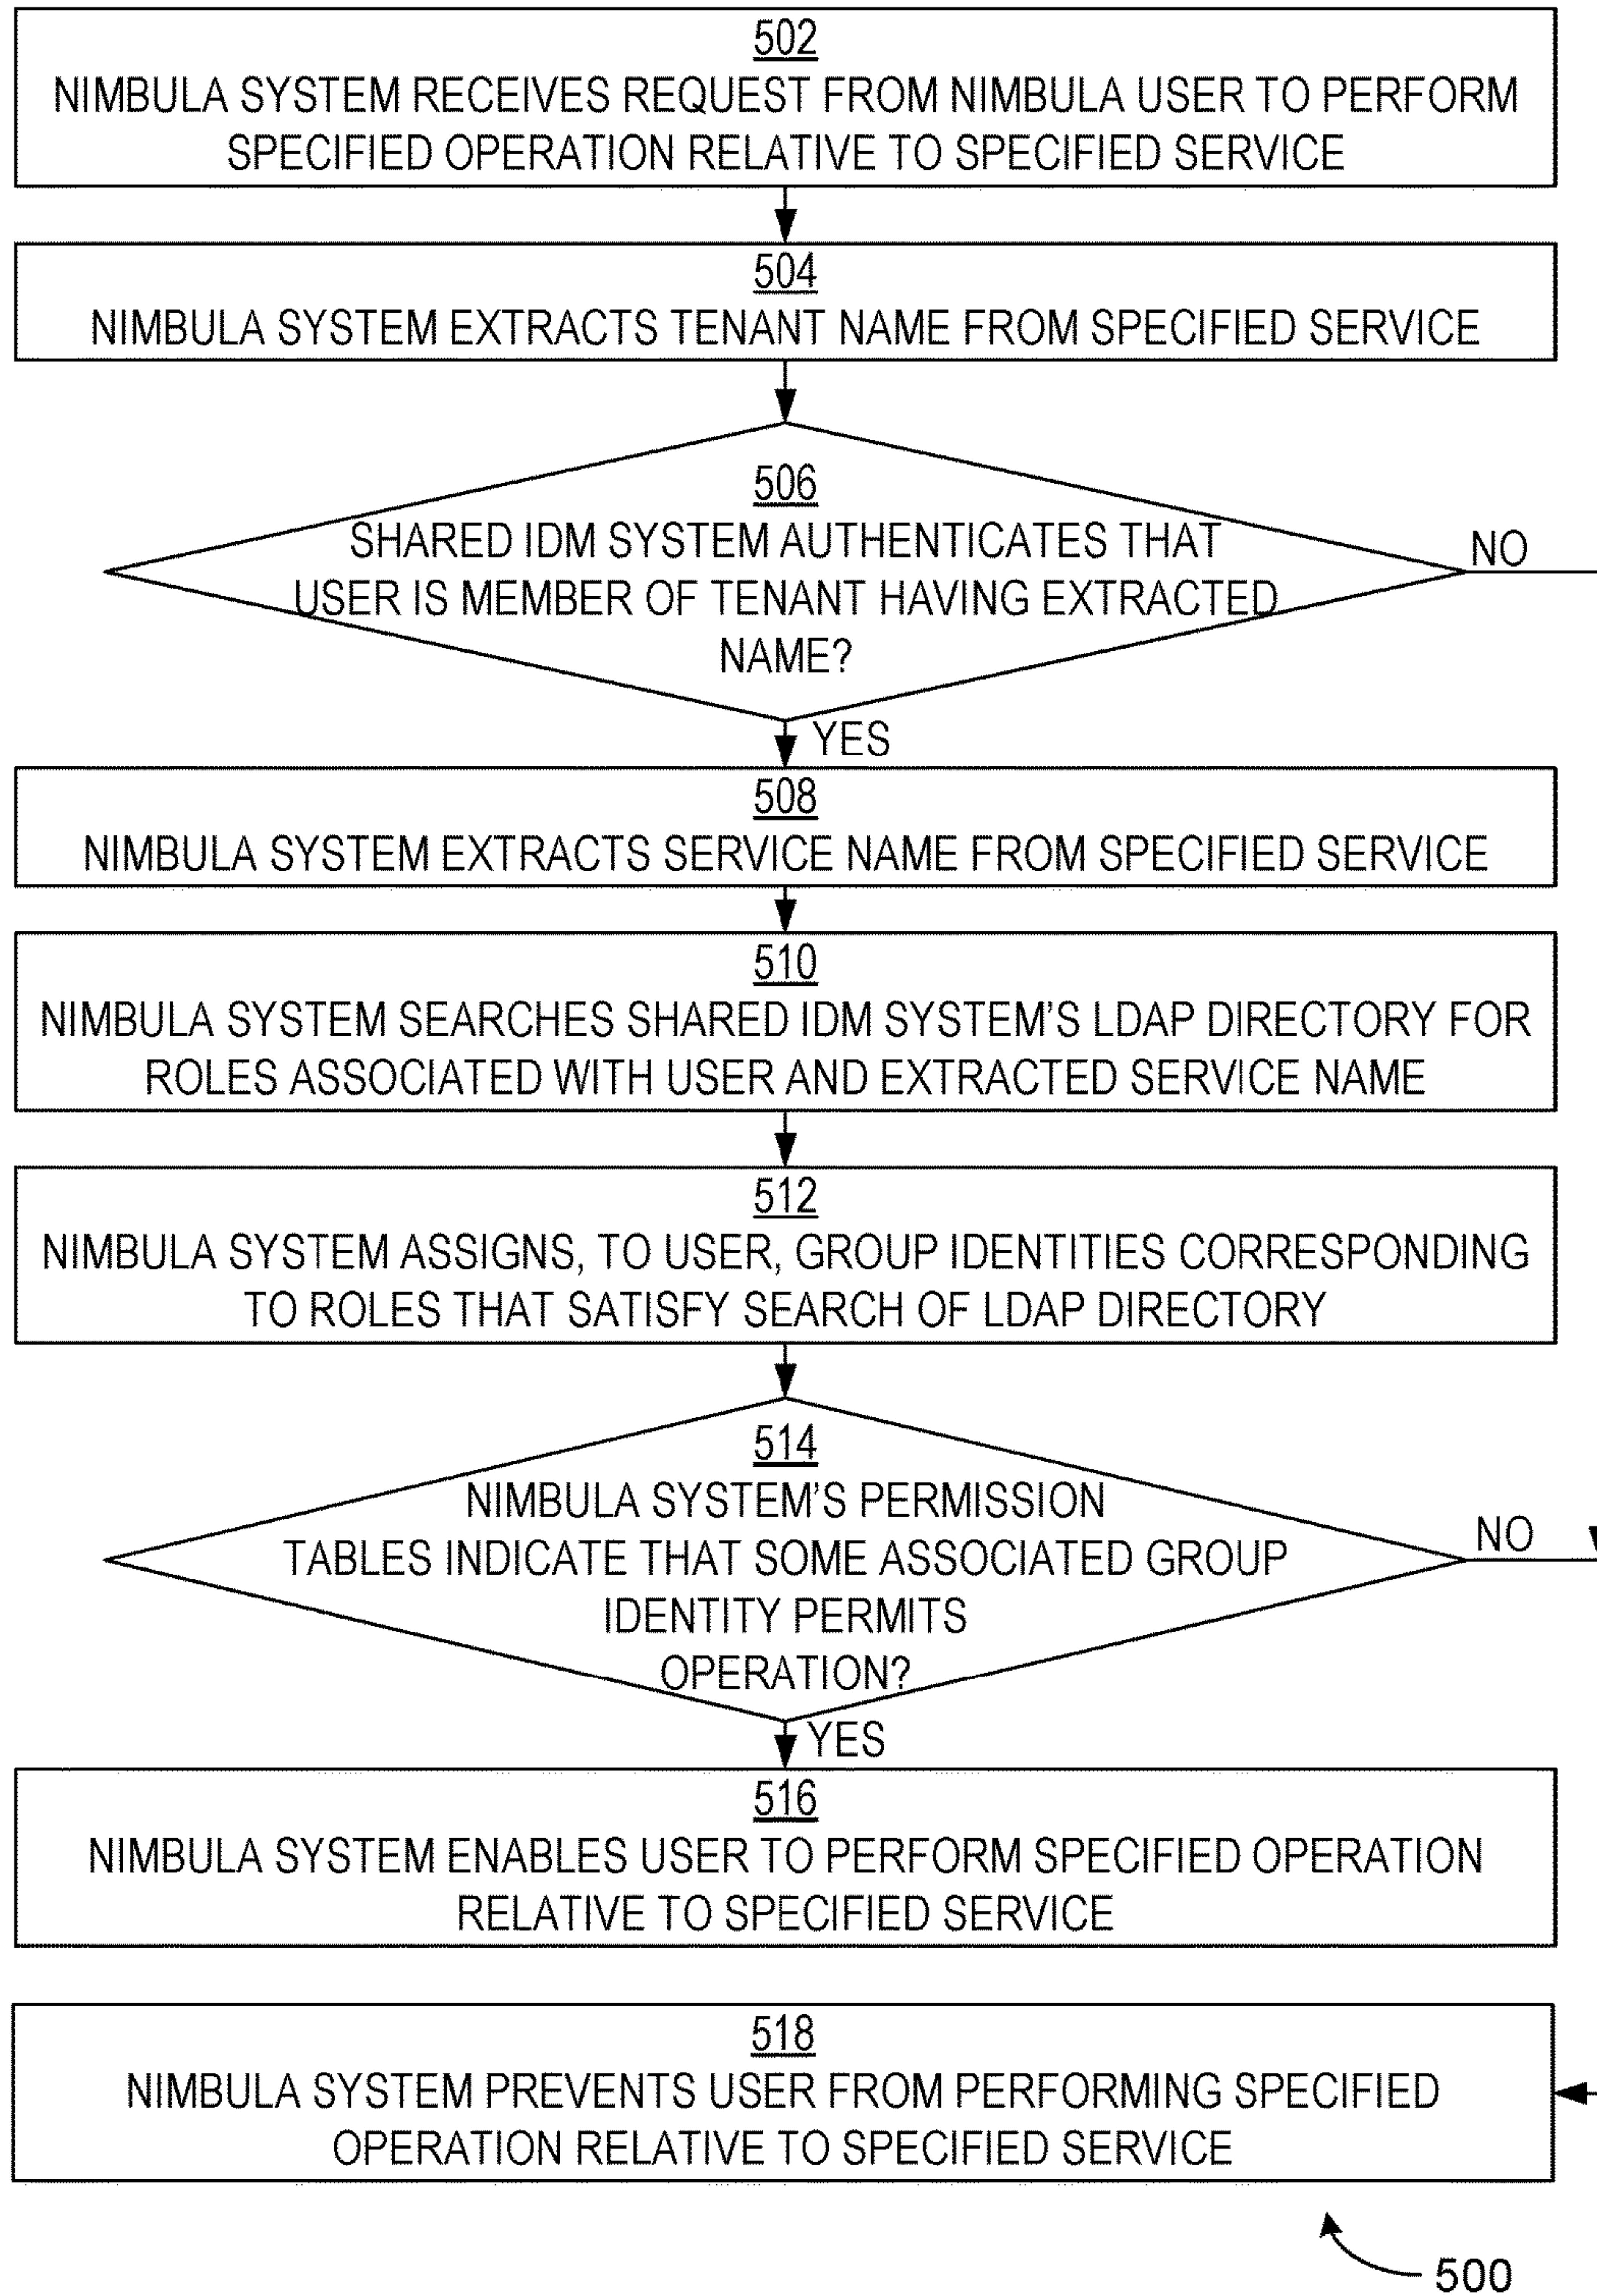 502
NIMBULA SYSTEM RECEIVES REQUEST FROM NIMBULA USER TO PERFORM
SPECIFIED OPERATION RELATIVE TO SPECIFIED SERVICE
504
NIMBULA SYSTEM EXTRACTS TENANT NAME FROM SPECIFIED SERVICE
506
SHARED IDM SYSTEM AUTHENTICATES THAT
USER IS MEMBER OF TENANT HAVING EXTRACTED
NAME?
NO
YES
508
NIMBULA SYSTEM EXTRACTS SERVICE NAME FROM SPECIFIED SERVICE
510
NIMBULA SYSTEM SEARCHES SHARED IDM SYSTEM'S LDAP DIRECTORY FOR
ROLES ASSOCIATED WITH USER AND EXTRACTED SERVICE NAME
512
NIMBULA SYSTEM ASSIGNS, TO USER, GROUP IDENTITIES CORRESPONDING
TO ROLES THAT SATISFY SEARCH OF LDAP DIRECTORY
514
NIMBULA SYSTEM'S PERMISSION
TABLES INDICATE THAT SOME ASSOCIATED GROUP
IDENTITY PERMITS
OPERATION?
NO
YES
516
NIMBULA SYSTEM ENABLES USER TO PERFORM SPECIFIED OPERATION
RELATIVE TO SPECIFIED SERVICE
518
NIMBULA SYSTEM PREVENTS USER FROM PERFORMING SPECIFIED
OPERATION RELATIVE TO SPECIFIED SERVICE
500